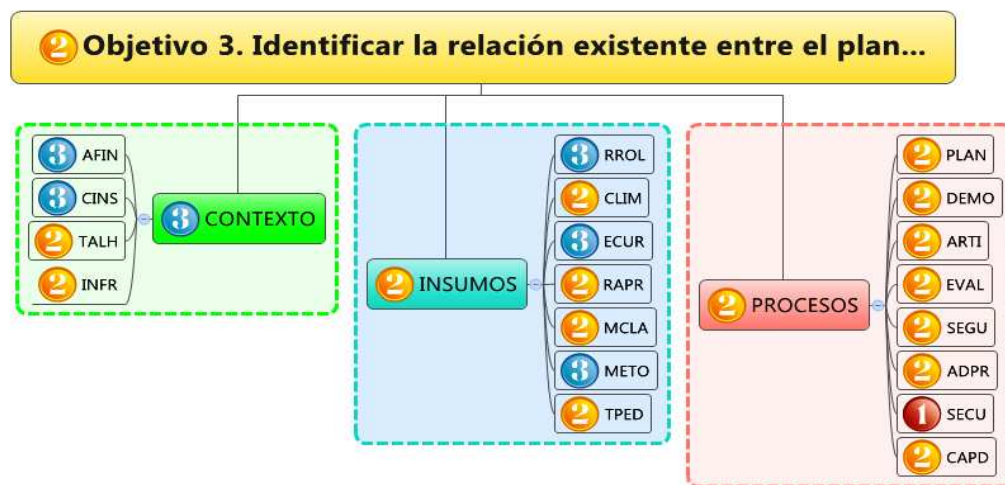 2 Objetivo 3. Identificar la relación existente entre el plan...
3 AFIN
3 CINS
2 TALH
2 INFR
3 CONTEXTO
3 RROL
2 CLIM
3 ECUR
2 RAPR
2 MCLA
3 METO
2 TPED
2 INSUMOS
2 PLAN
2 DEMO
2 ARTI
2 EVAL
2 SEGU
2 ADPR
1 SECU
2 CAPD
2 PROCESOS